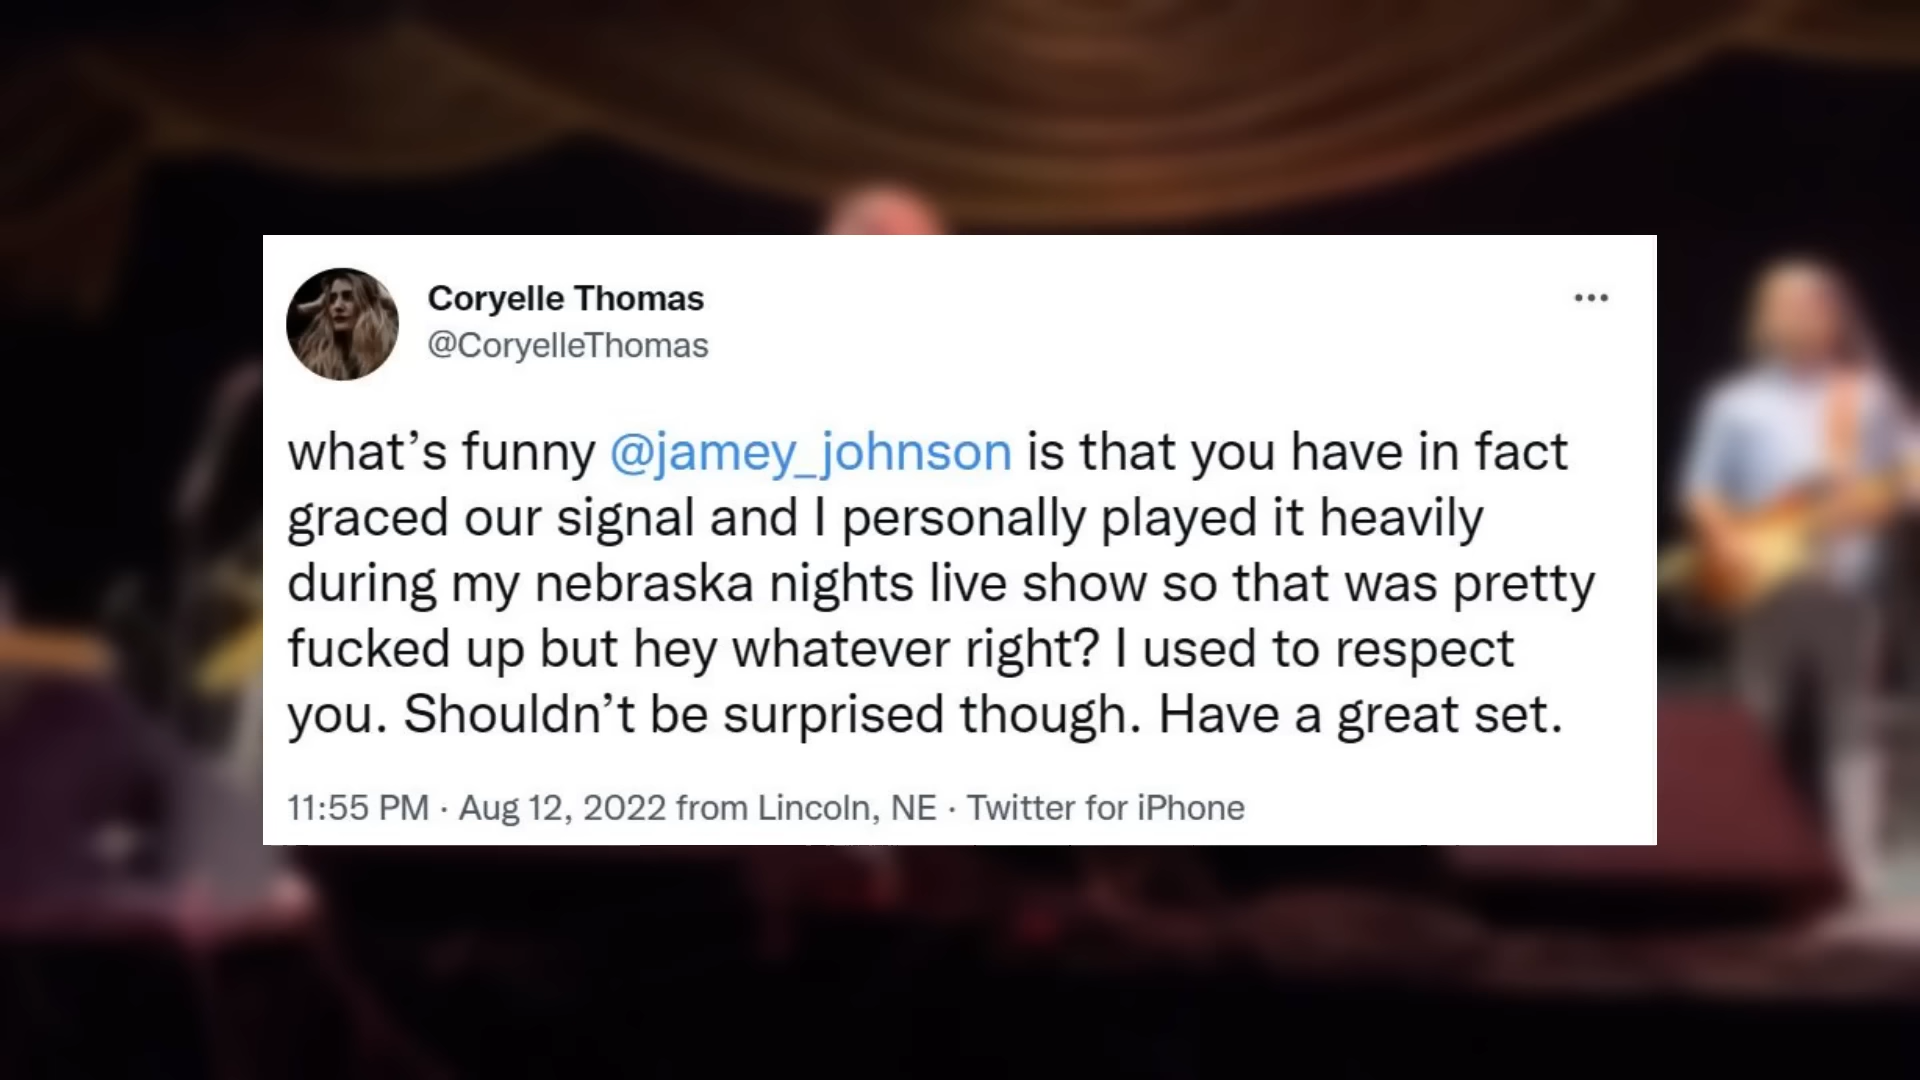 Coryelle Thomas
@CoryelleThomas
what’s funny @jamey_johnson is that you have in fact
graced our signal and I personally played it heavily
during my nebraska nights live show so that was pretty
fucked up but hey whatever right? I used to respect
you. Shouldn’t be surprised though. Have a great set.
11:55 PM · Aug 12, 2022 from Lincoln, NE · Twitter for iPhone